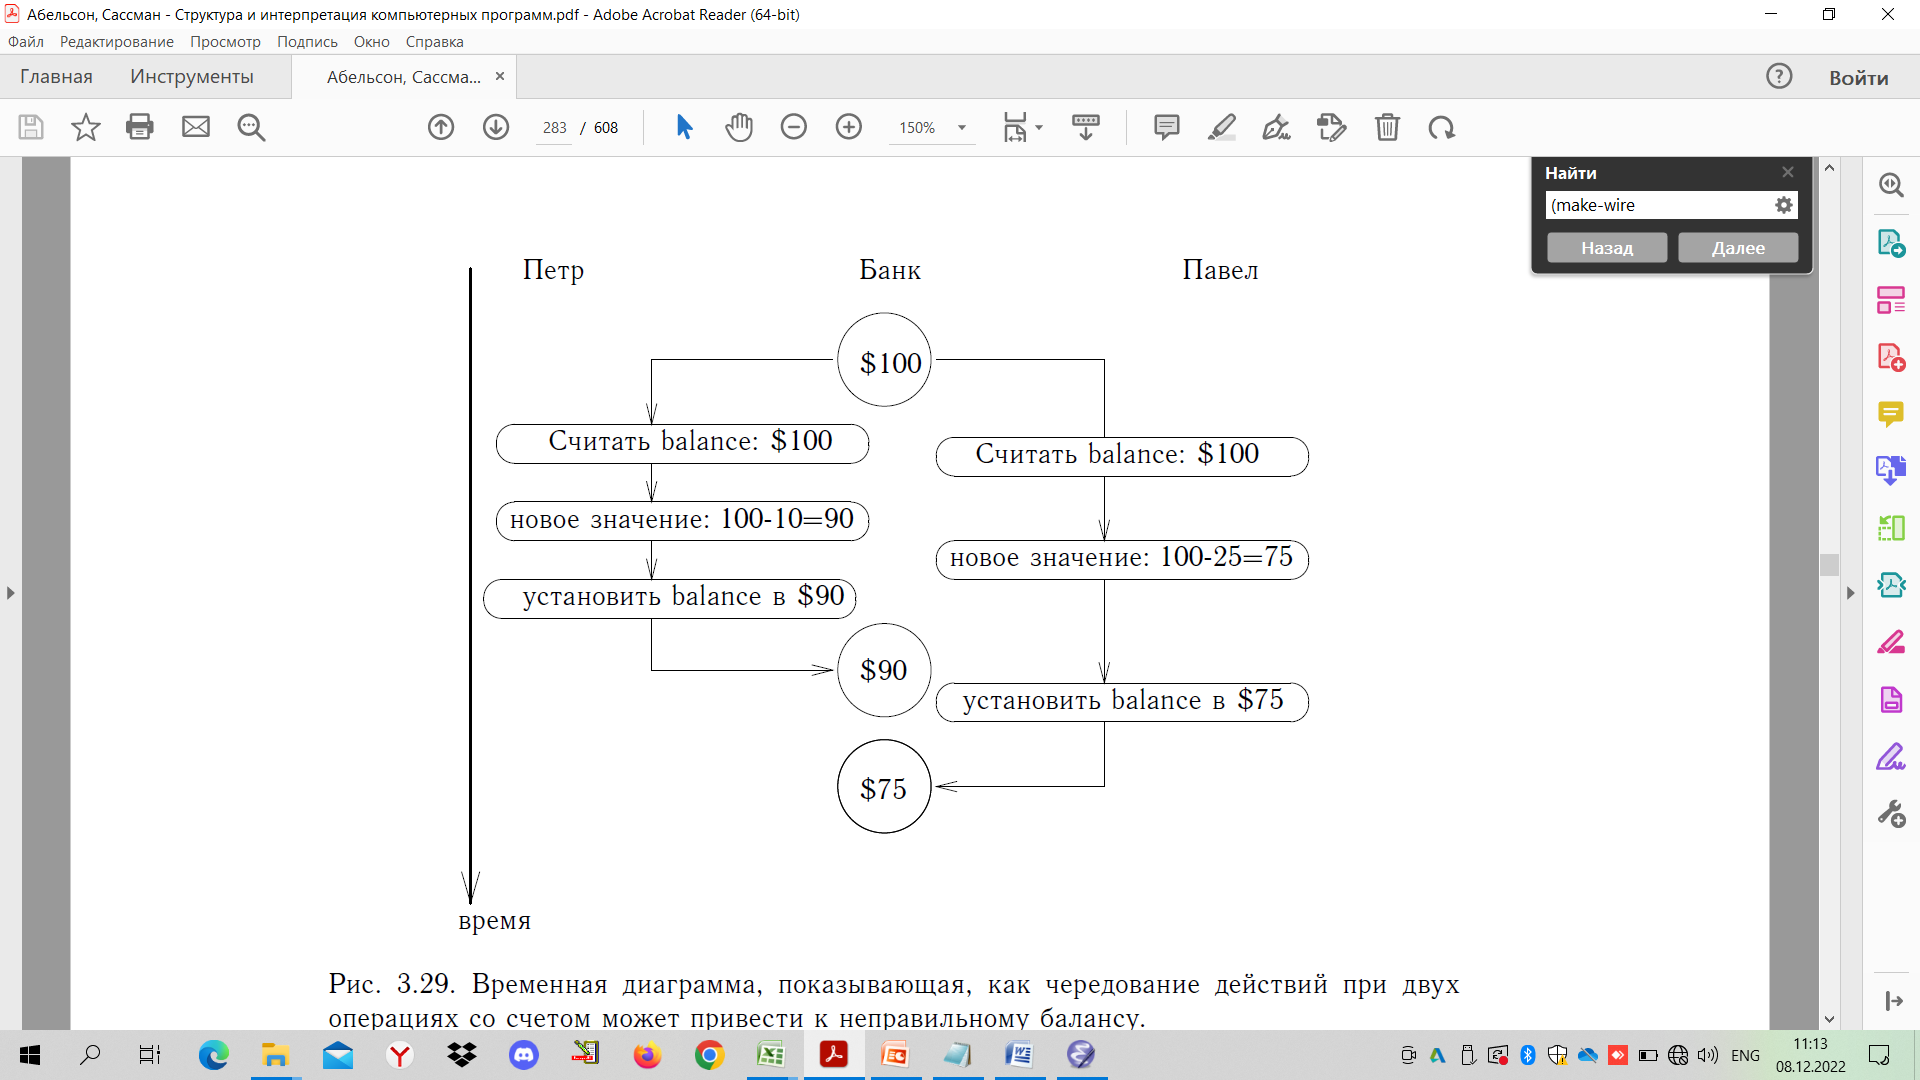 Абельсон, Сассман - Структура и интерпретация компьютерных программ.pdf - Adobe Acrobat Reader (64-bit)
Файл Редактирование Просмотр Подпись Окно Справка
Главная Инструменты Абельсон, Сассма... × Войти
283 / 608 150%
Найти
(make-wire
Назад Далее
Петр Банк Павел
$100
Считать balance: $100
Считать balance: $100
новое значение: 100-10=90
новое значение: 100-25=75
установить balance в $90
$90
установить balance в $75
$75
время
Рис. 3.29. Временная диаграмма, показывающая, как чередование действий при двух
операциях со счетом может привести к неправильному балансу.
ENG
11:13
08.12.2022